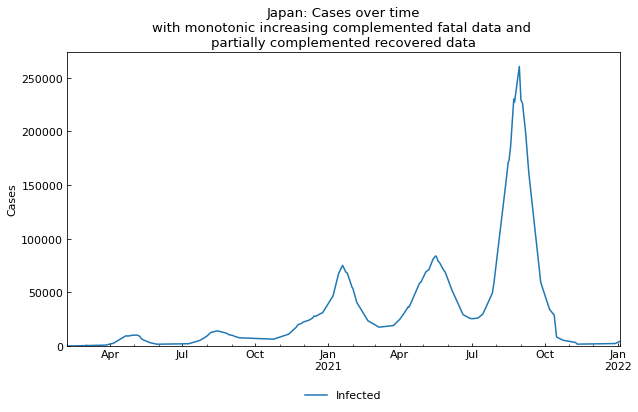 Japan: Cases over time
with monotonic increasing complemented fatal data and
partially complemented recovered data
Cases
250000
200000
150000
100000
50000
0
Apr
Jul
Oct
Jan
2021
Apr
Jul
Oct
Jan
2022
Infected